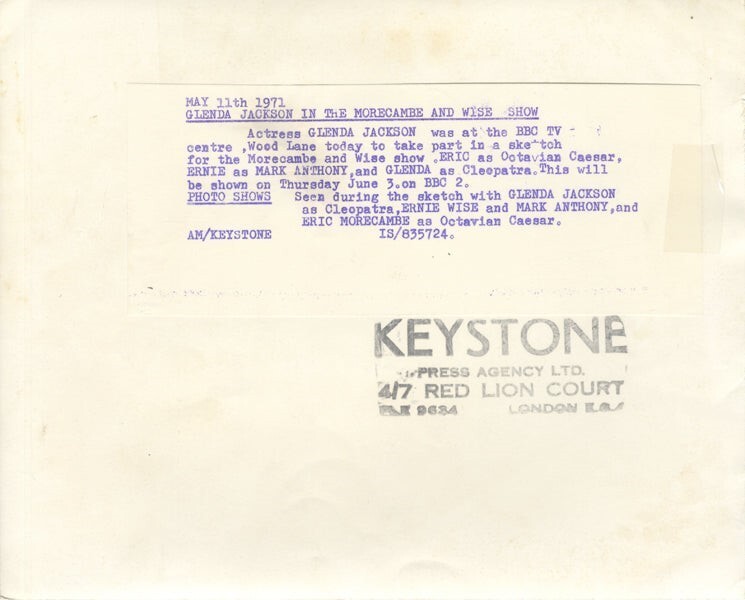 MAY 11th 1971
GLENDA JACKSON IN THE MORECAMBE AND WISE SHOW
Actress GLENDA JACKSON was at the BBC TV
centre ,Wood Lane today to take part in a sketch
for the Morecambe and Wise show .ERIC as Octavian Caesar,
ERNIE as MARK ANTHONY,and GLENDA as Cleopatra.This will
be shown on Thursday June 3.on BBC 2.
PHOTO SHOWS Seen during the sketch with GLENDA JACKSON
as Cleopatra,ERNIE WISE and MARK ANTHONY,and
ERIC MORECAMBE as Octavian Caesar.
AM/KEYSTONE IS/835724.
KEYSTONE
PRESS AGENCY LTD.
4/7 RED LION COURT
9634 LONDON